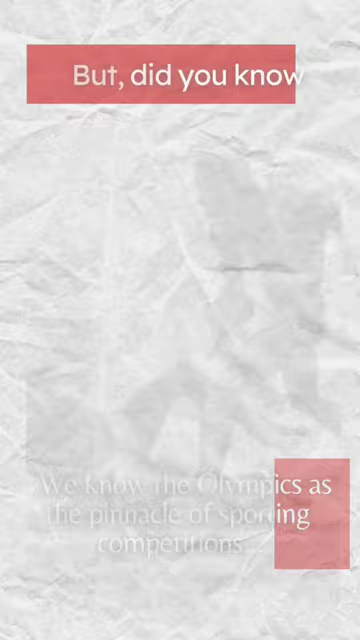 But, did you know
We know the Olympics as
the pinnacle of sporting
competitions